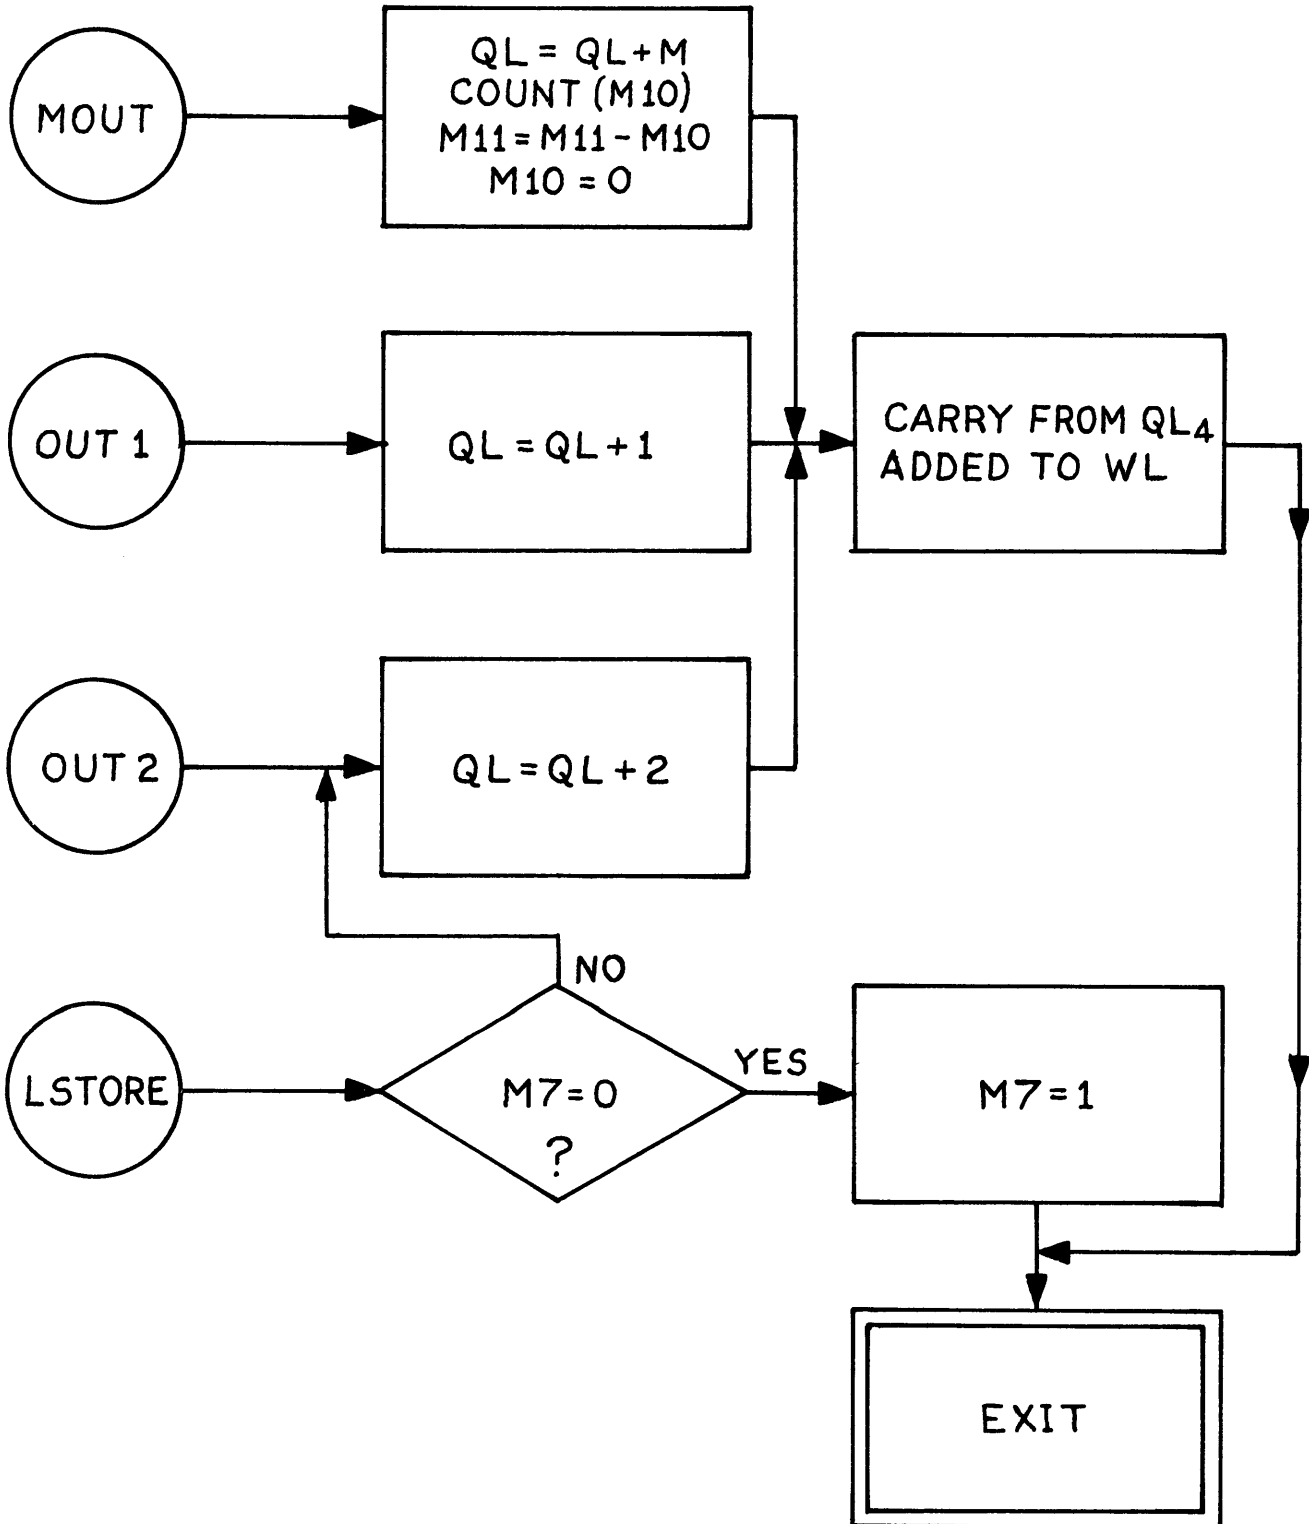 MOUT
QL = QL+M
COUNT (M10)
M11 = M11 - M10
M10 = 0
OUT 1
QL = QL + 1
CARRY FROM QL4
ADDED TO WL
OUT 2
QL = QL + 2
NO
LSTORE
M7 = 0
?
YES
M7 = 1
EXIT